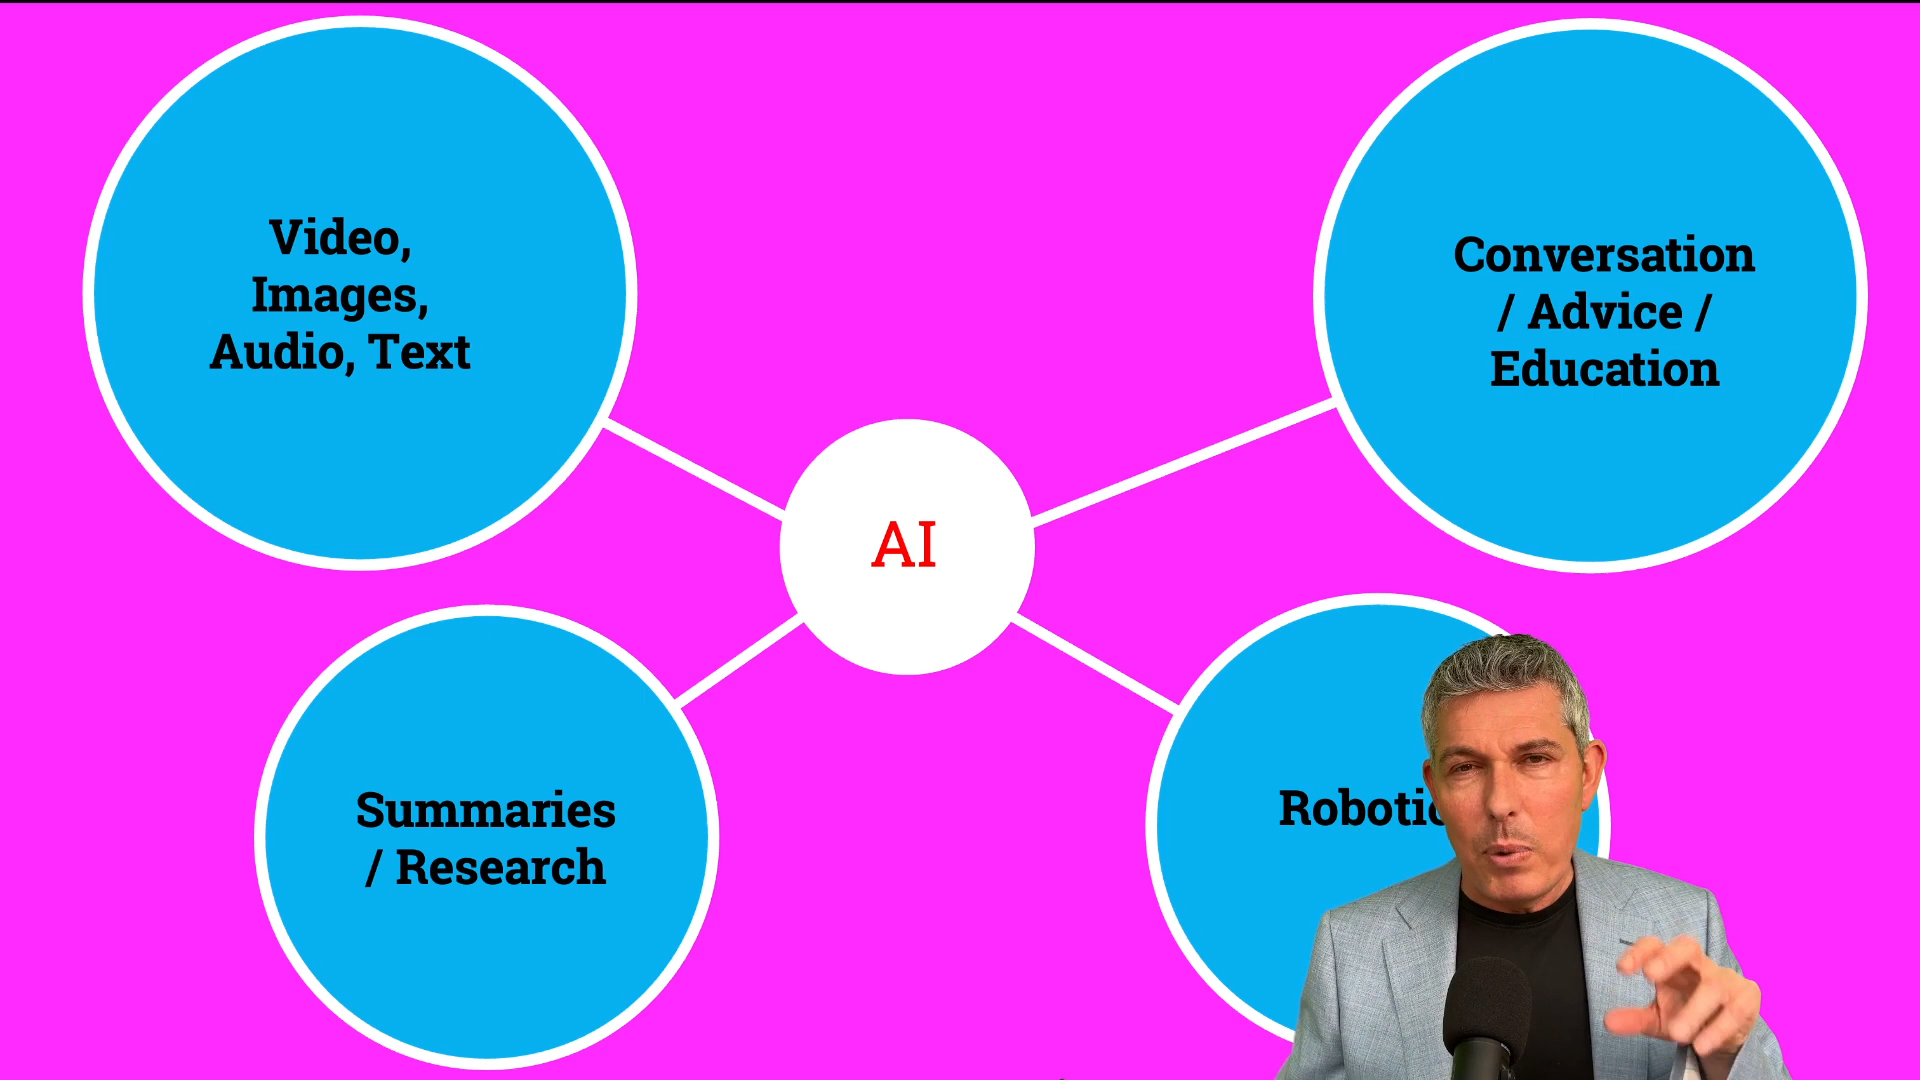 Video,
Images,
Audio, Text
Conversation
/ Advice /
Education
AI
Summaries
/ Research